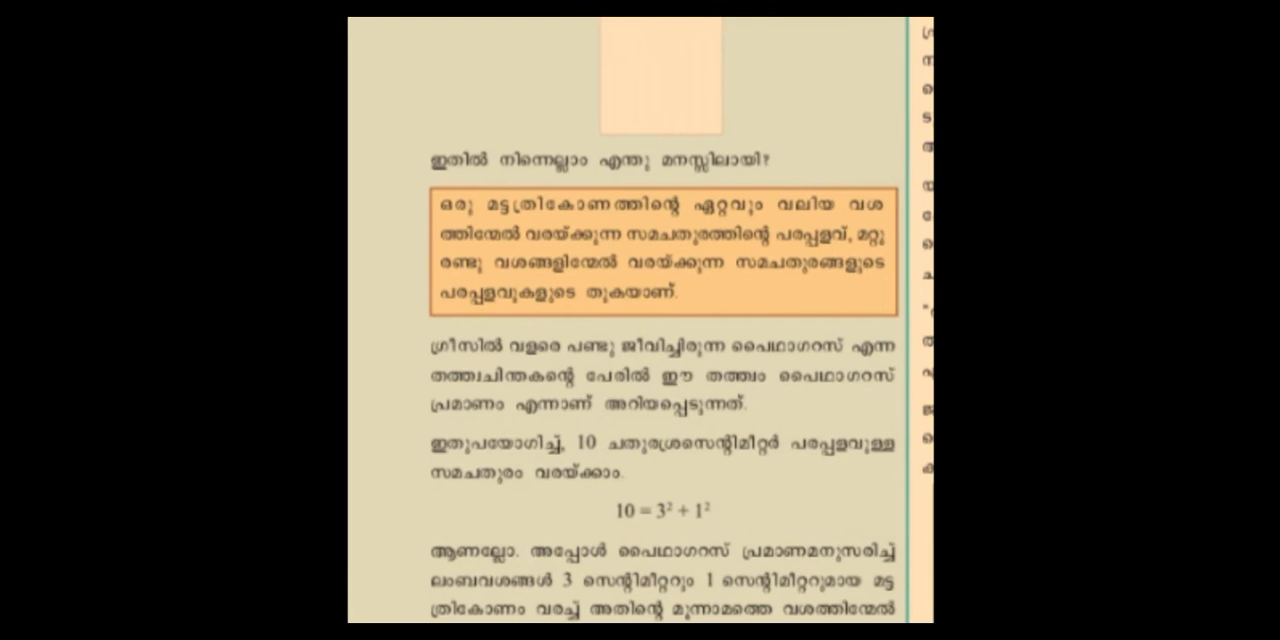 ഇതിൽ നിന്നെല്ലാം എന്തു മനസ്സിലായി?
ഒരു മട്ടത്രികോണത്തിന്റെ ഏറ്റവും വലിയ വശ
ത്തിന്മേൽ വരയ്ക്കുന്ന സമചതുരത്തിന്റെ പരപ്പളവ്, മറ്റു
രണ്ടു വശങ്ങളിന്മേൽ വരയ്ക്കുന്ന സമചതുരങ്ങളുടെ
പരപ്പളവുകളുടെ തുകയാണ്.
ഗ്രീസിൽ വളരെ പണ്ടു ജീവിച്ചിരുന്ന പൈഥാഗറസ് എന്ന
തത്ത്വചിന്തകന്റെ പേരിൽ ഈ തത്ത്വം പൈഥാഗറസ്
പ്രമാണം എന്നാണ് അറിയപ്പെടുന്നത്.
ഇതുപയോഗിച്ച്, 10 ചതുരശ്രസെന്റിമീറ്റർ പരപ്പളവുള്ള
സമചതുരം വരയ്ക്കാം.
10 = 3² + 1²
ആണല്ലോ. അപ്പോൾ പൈഥാഗറസ് പ്രമാണമനുസരിച്ച്
ലംബവശങ്ങൾ 3 സെന്റിമീറ്ററും 1 സെന്റിമീറ്ററുമായ മട്ട
ത്രികോണം വരച്ച് അതിന്റെ മൂന്നാമത്തെ വശത്തിന്മേൽ